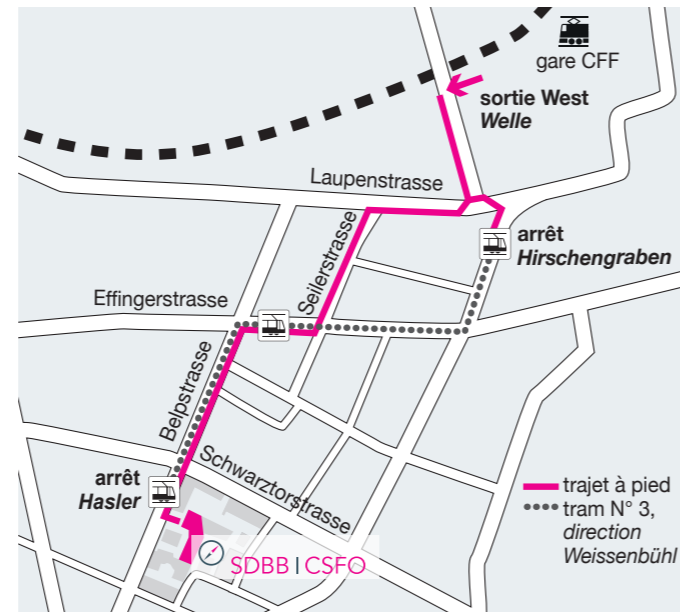 gare CFF
sortie West
Welle
Laupenstrasse
arrêt
Hirschengraben
Seilerstrasse
Effingerstrasse
Belpstrasse
Schwarztorstrasse
arrêt
Hasler
trajet à pied
tram N° 3,
direction
Weissenbühl
SDBB | CSFO